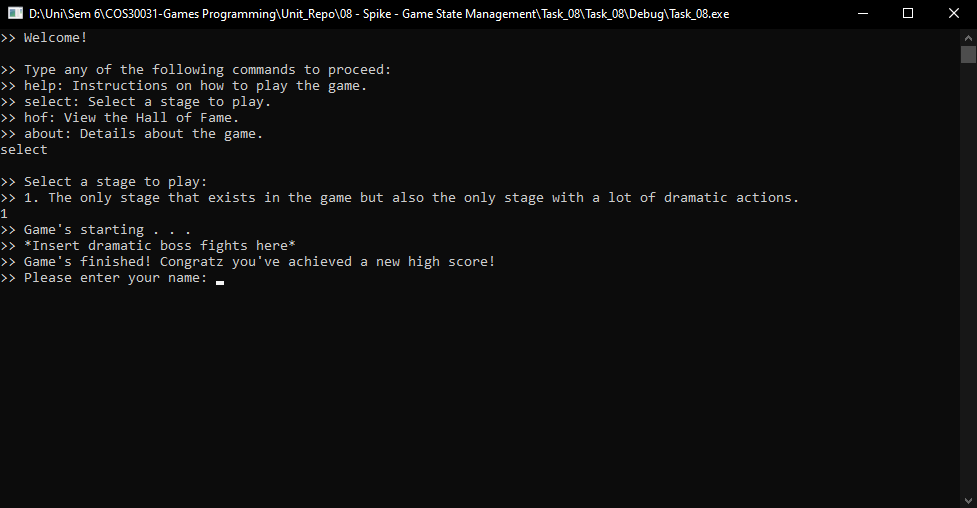 D:\Uni\Sem 6\COS30031-Games Programming\Unit_Repo\08 - Spike - Game State Management\Task_08\Task_08\Debug\Task_08.exe
>> Welcome!
>> Type any of the following commands to proceed:
>> help: Instructions on how to play the game.
>> select: Select a stage to play.
>> hof: View the Hall of Fame.
>> about: Details about the game.
select
>> Select a stage to play:
>> 1. The only stage that exists in the game but also the only stage with a lot of dramatic actions.
1
>> Game's starting . . .
>> *Insert dramatic boss fights here*
>> Game's finished! Congratz you've achieved a new high score!
>> Please enter your name: